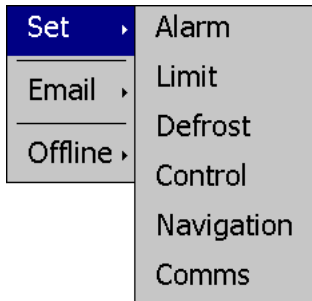 Set
Email
Offline
Alarm
Limit
Defrost
Control
Navigation
Comms